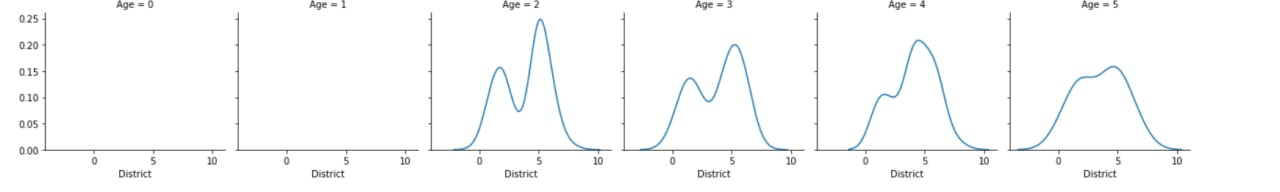 Age = 0 Age = 1 Age = 2 Age = 3 Age = 4 Age = 5
0.25
0.20
0.15
0.10
0.05
0.00
0 5 10 0 5 10 0 5 10 0 5 10 0 5 10 0 5 10
District District District District District District